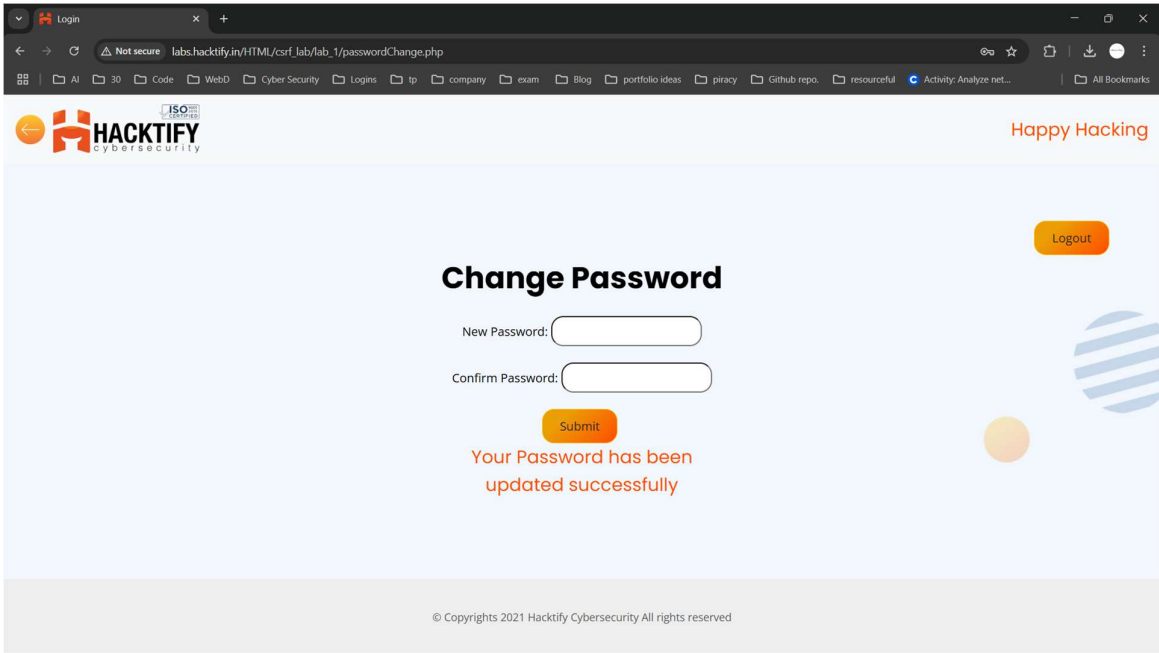 Login
Not secure labs.hacktify.in/HTML/csrf_lab/lab_1/passwordChange.php
AI 30 Code WebD Cyber Security Logins tp company exam Blog portfolio ideas piracy Github repo. resourceful Activity: Analyze net... All Bookmarks
ISO
CERTIFIED
HACKTIFY
cybersecurity
Happy Hacking
Logout
Change Password
New Password:
Confirm Password:
Submit
Your Password has been
updated successfully
© Copyrights 2021 Hacktify Cybersecurity All rights reserved